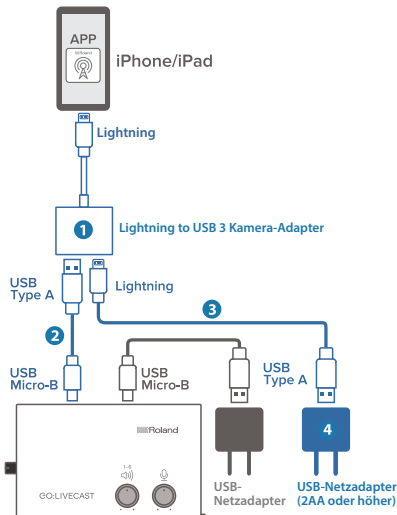 APP
Roland
iPhone/iPad
Lightning
1
Lightning to USB 3 Kamera-Adapter
USB
Type A
Lightning
2
3
USB
Micro-B
USB
Micro-B
USB
Type A
4
Roland
1-6
GO:LIVECAST
USB-
Netzadapter
USB-Netzadapter
(2AA oder höher)